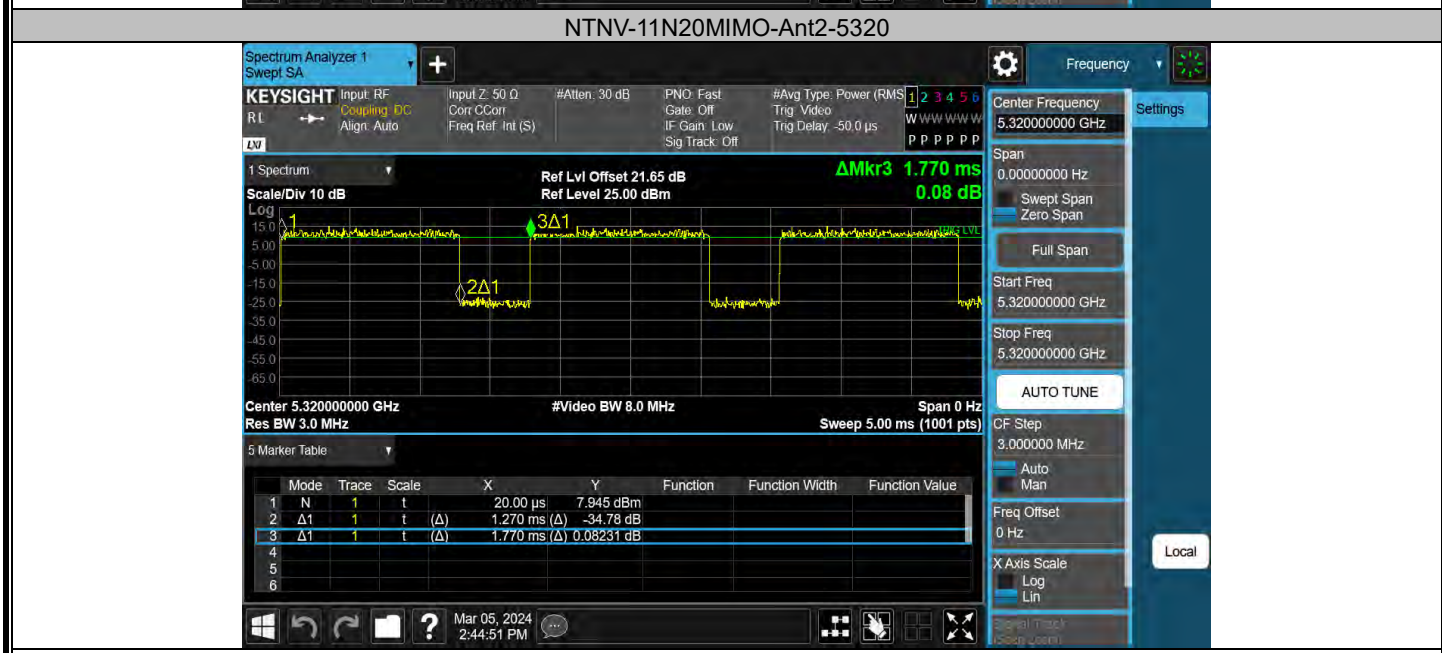 NTNV-11N20MIMO-Ant2-5320
Spectrum Analyzer 1
Swept SA
+
Frequency
KEYSIGHT
RL
LXI
Input: RF
Coupling: DC
Align: Auto
Input Z: 50 Ω
Corr CCorr
Freq Ref: Int (S)
#Atten: 30 dB
PNO: Fast
Gate: Off
IF Gain: Low
Sig Track: Off
#Avg Type: Power (RMS
Trig: Video
Trig Delay: -50.0 µs
1 2 3 4 5 6
W W W W W W
P P P P P P
1 Spectrum
Scale/Div 10 dB
Ref Lvl Offset 21.65 dB
Ref Level 25.00 dBm
ΔMkr3 1.770 ms
0.08 dB
Log
15.0
5.00
-5.00
-15.0
-25.0
-35.0
-45.0
-55.0
-65.0
1
3Δ1
2Δ1
TRIG LVL
Center 5.320000000 GHz
Res BW 3.0 MHz
#Video BW 8.0 MHz
Span 0 Hz
Sweep 5.00 ms (1001 pts)
5 Marker Table
Mode Trace Scale X Y Function Function Width Function Value
1 N 1 t 20.00 µs 7.945 dBm
2 Δ1 1 t (Δ) 1.270 ms (Δ) -34.78 dB
3 Δ1 1 t (Δ) 1.770 ms (Δ) 0.08231 dB
4
5
6
?
Mar 05, 2024
2:44:51 PM
Center Frequency
5.320000000 GHz
Settings
Span
0.00000000 Hz
Swept Span
Zero Span
Full Span
Start Freq
5.320000000 GHz
Stop Freq
5.320000000 GHz
AUTO TUNE
CF Step
3.000000 MHz
Auto
Man
Freq Offset
0 Hz
X Axis Scale
Log
Lin
Local
Signal Track
(Span Zoom)